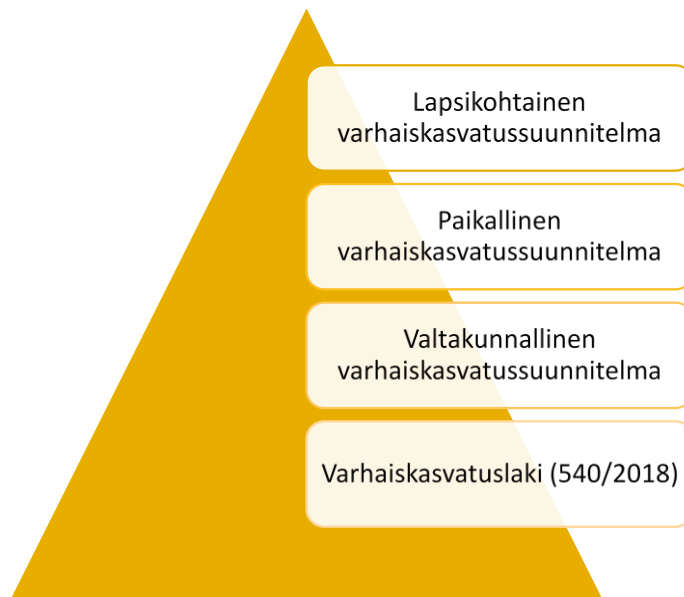 Lapsikohtainen
varhaiskasvatussuunnitelma
Paikallinen
varhaiskasvatussuunnitelma
Valtakunnallinen
varhaiskasvatussuunnitelma
Varhaiskasvatuslaki (540/2018)